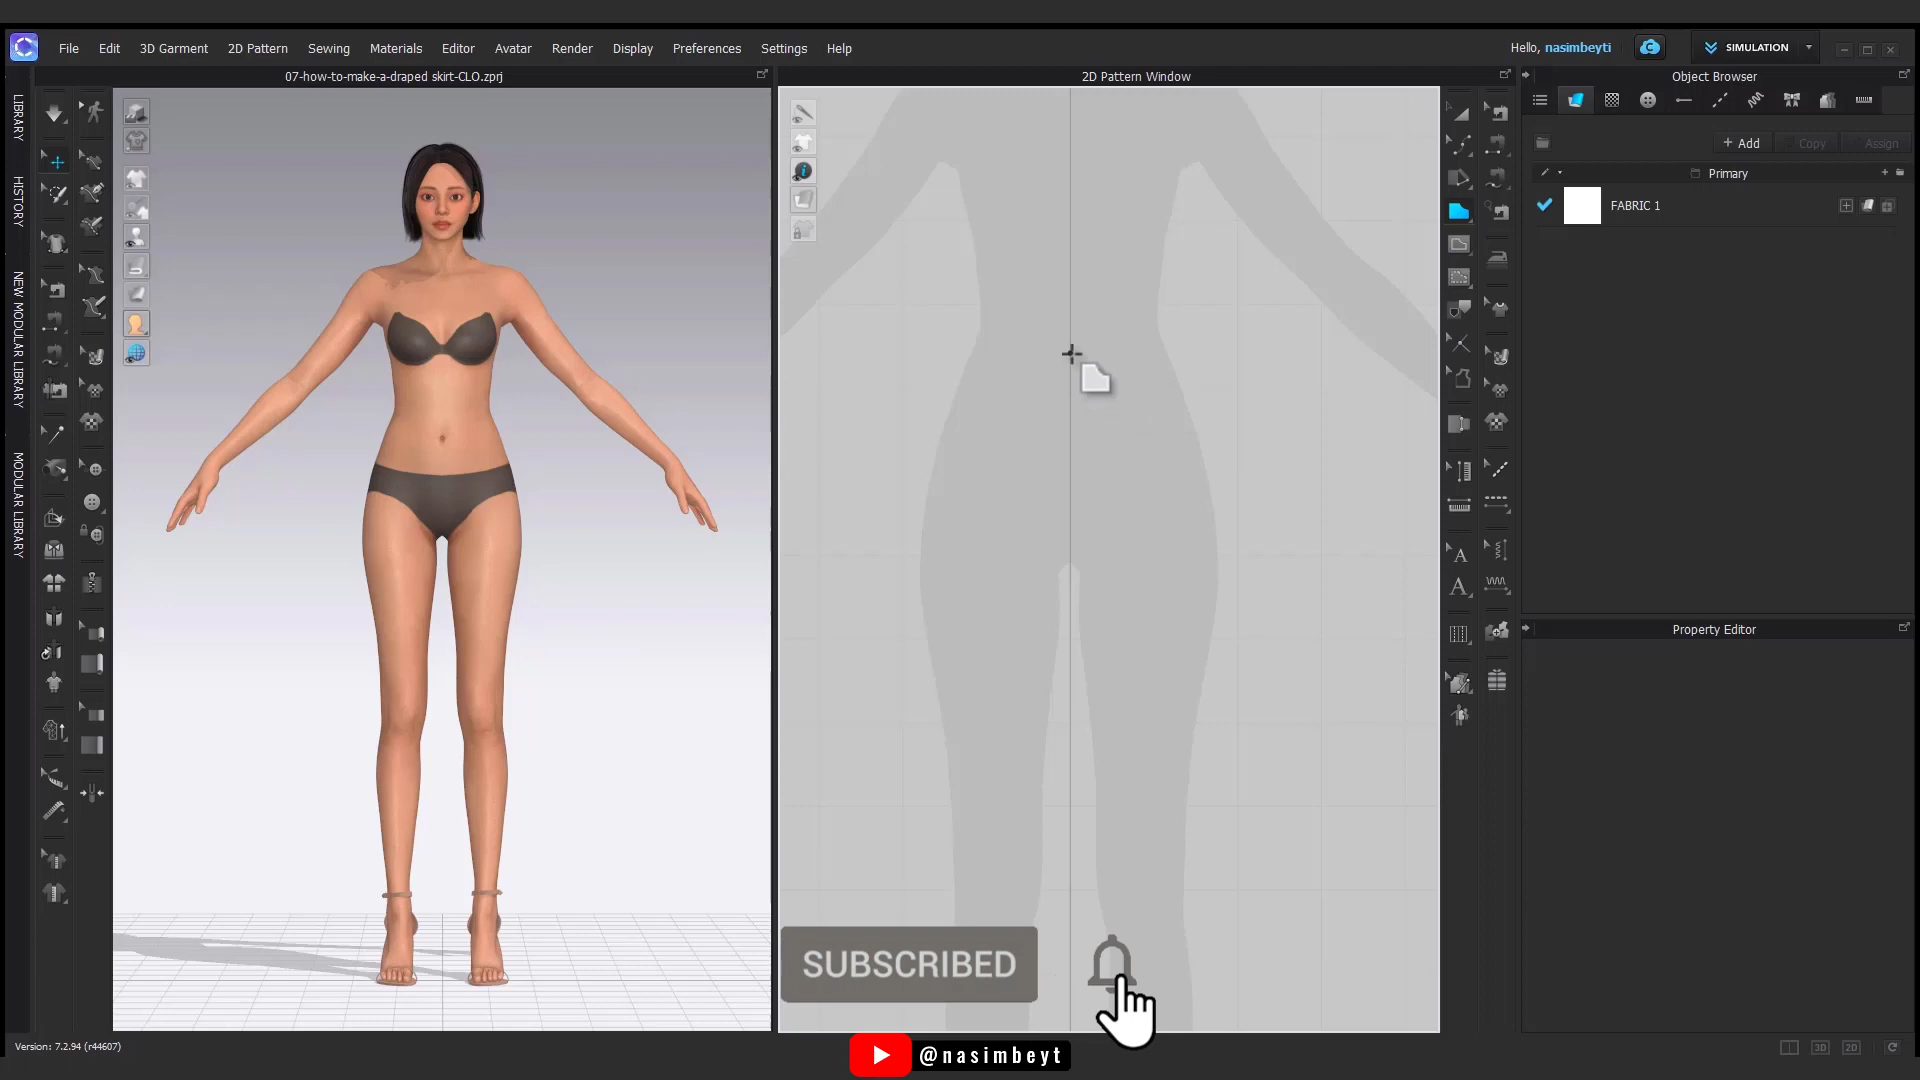 File Edit 3D Garment 2D Pattern Sewing Materials Editor Avatar Render Display Preferences Settings Help
Hello, nasimbeyti
SIMULATION
07-how-to-make-a-draped skirt-CLO.zprj
2D Pattern Window
Object Browser
LIBRARY
HISTORY
NEW MODULAR LIBRARY
MODULAR LIBRARY
+ Add
Copy
Assign
Primary
FABRIC 1
Property Editor
A
A
SUBSCRIBED
Version: 7.2.94 (r44607)
@nasimbeyt
3D
2D